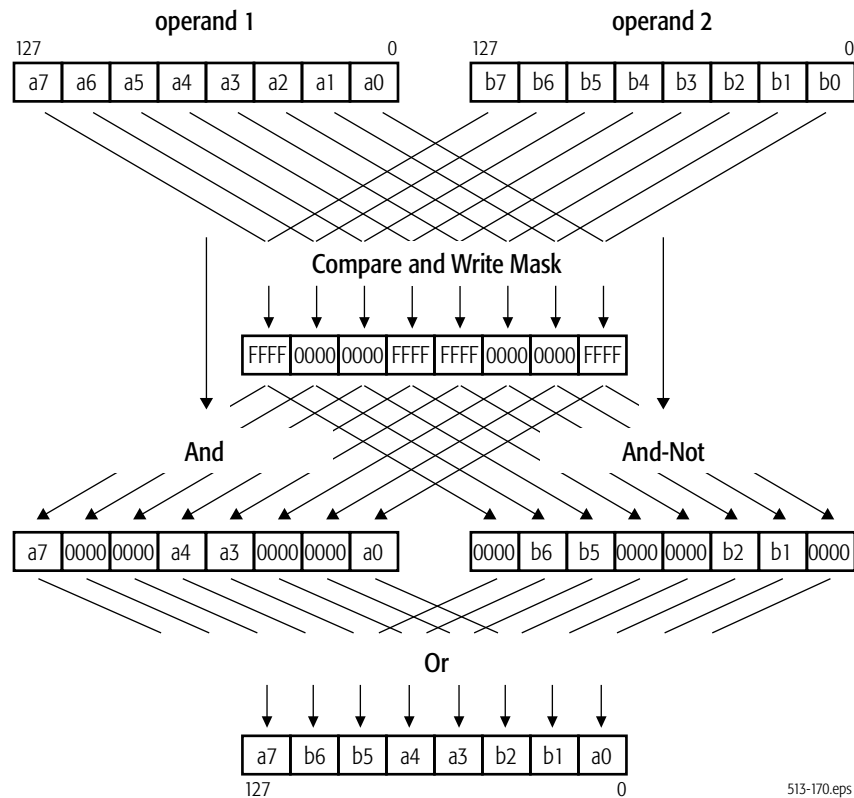 operand 1 operand 2
127 0 127 0
a7 a6 a5 a4 a3 a2 a1 a0 b7 b6 b5 b4 b3 b2 b1 b0
Compare and Write Mask
FFFF 0000 0000 FFFF FFFF 0000 0000 FFFF
And And-Not
a7 0000 0000 a4 a3 0000 0000 a0 0000 b6 b5 0000 0000 b2 b1 0000
Or
a7 b6 b5 a4 a3 b2 b1 a0
127 0 513-170.eps